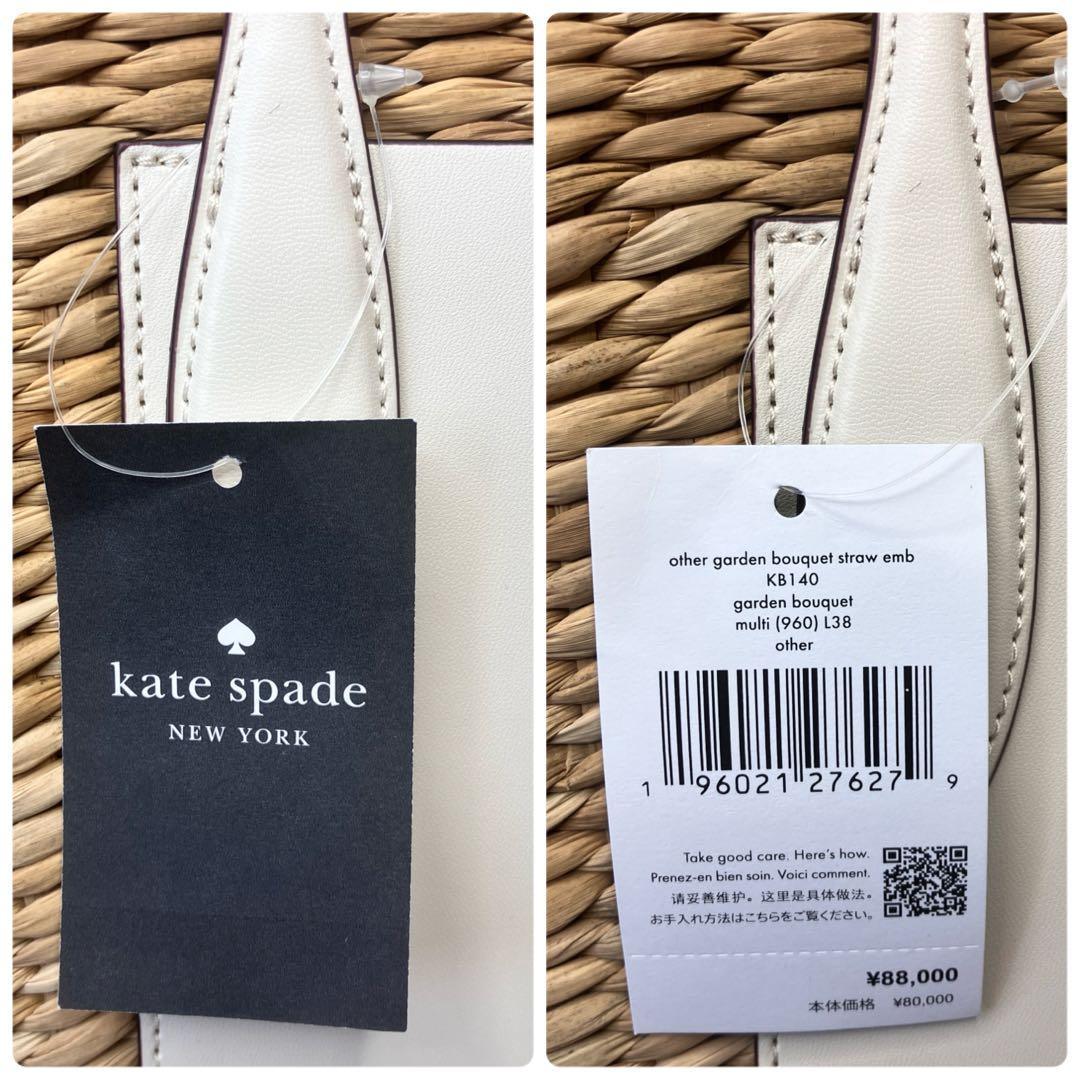 kate spade
NEW YORK
other garden bouquet straw emb
KB140
garden bouquet
multi (960) L38
other
1 96021 27627 9
Take good care. Here's how.
Prenez-en bien soin. Voici comment.
请妥善维护。这里是具体做法。
お手入れ方法はこちらをご覧ください。
¥88,000
本体価格 ¥80,000